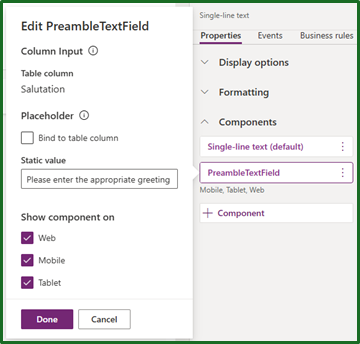 Edit PreambleTextField
Column Input
Table column
Salutation
Placeholder
Bind to table column
Static value
Please enter the appropriate greeting
Show component on
Web
Mobile
Tablet
Done
Cancel
Single-line text
Properties
Events
Business rules
Display options
Formatting
Components
Single-line text (default)
PreambleTextField
Mobile, Tablet, Web
Component